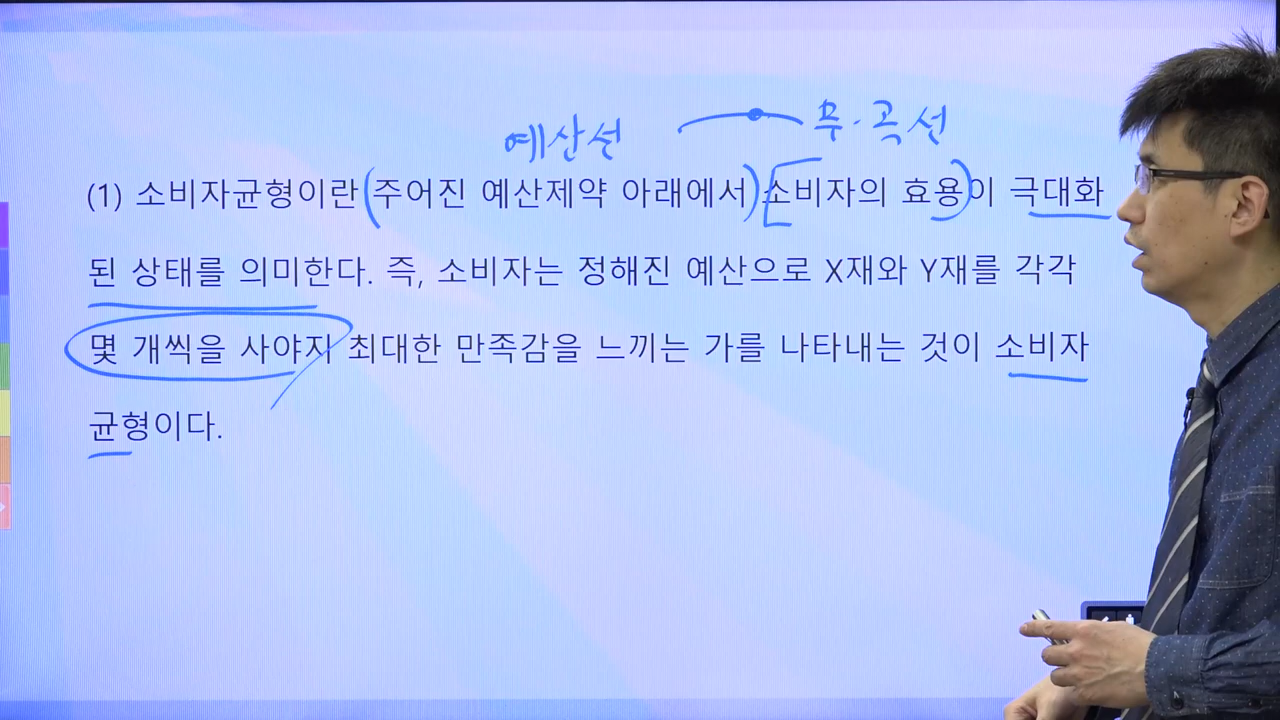 예산선 무·곡선
(1) 소비자균형이란 (주어진 예산제약 아래에서) 소비자의 효용이 극대화
된 상태를 의미한다. 즉, 소비자는 정해진 예산으로 X재와 Y재를 각각
몇 개씩을 사야지 최대한 만족감을 느끼는 가를 나타내는 것이 소비자
균형이다.